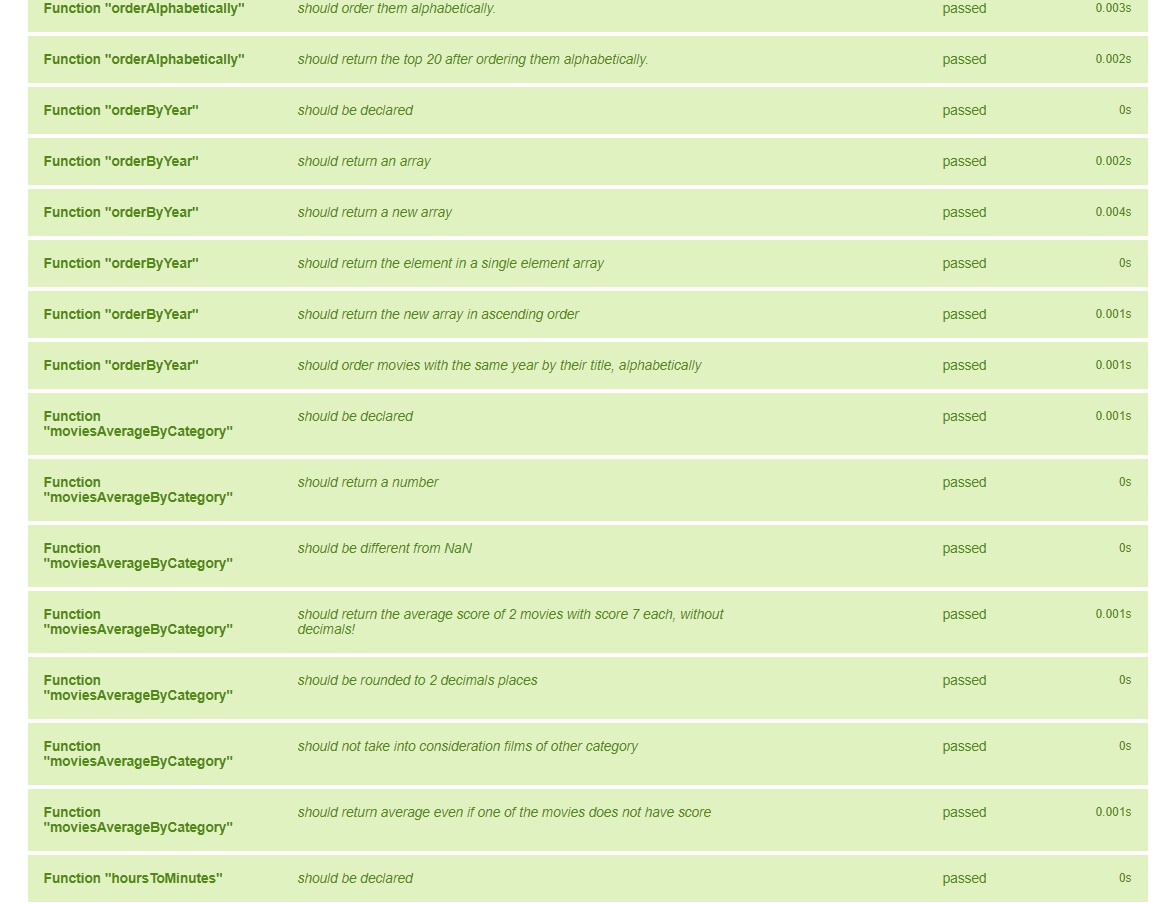 Function "orderAlphabetically" should order them alphabetically. passed 0.003s
Function "orderAlphabetically" should return the top 20 after ordering them alphabetically. passed 0.002s
Function "orderByYear" should be declared passed 0s
Function "orderByYear" should return an array passed 0.002s
Function "orderByYear" should return a new array passed 0.004s
Function "orderByYear" should return the element in a single element array passed 0s
Function "orderByYear" should return the new array in ascending order passed 0.001s
Function "orderByYear" should order movies with the same year by their title, alphabetically passed 0.001s
Function should be declared passed 0.001s
"moviesAverageByCategory"
Function should return a number passed 0s
"moviesAverageByCategory"
Function should be different from NaN passed 0s
"moviesAverageByCategory"
Function should return the average score of 2 movies with score 7 each, without passed 0.001s
"moviesAverageByCategory" decimals!
Function should be rounded to 2 decimals places passed 0s
"moviesAverageByCategory"
Function should not take into consideration films of other category passed 0s
"moviesAverageByCategory"
Function should return average even if one of the movies does not have score passed 0.001s
"moviesAverageByCategory"
Function "hoursToMinutes" should be declared passed 0s